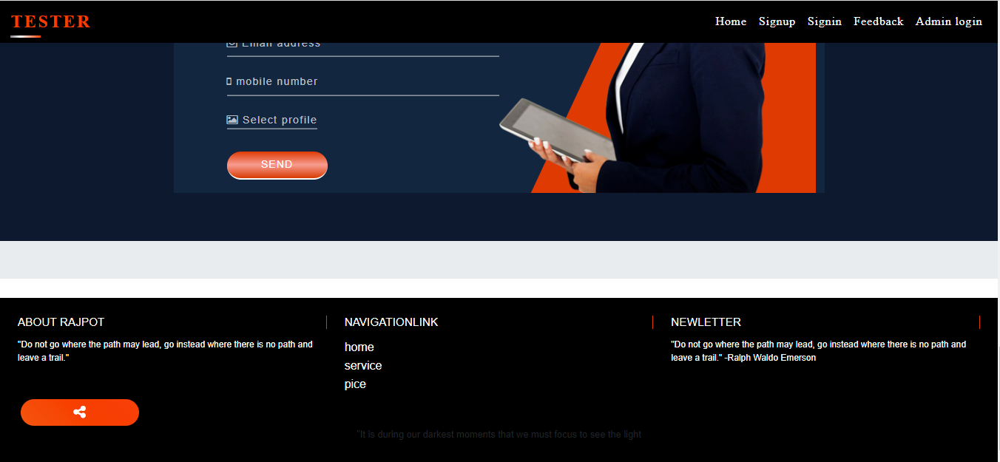 TESTER
Home Signup Signin Feedback Admin login
Email address
mobile number
Select profile
SEND
ABOUT RAJPOT
"Do not go where the path may lead, go instead where there is no path and
leave a trail."
NAVIGATIONLINK
home
service
pice
NEWLETTER
"Do not go where the path may lead, go instead where there is no path and
leave a trail." -Ralph Waldo Emerson
"It is during our darkest moments that we must focus to see the light